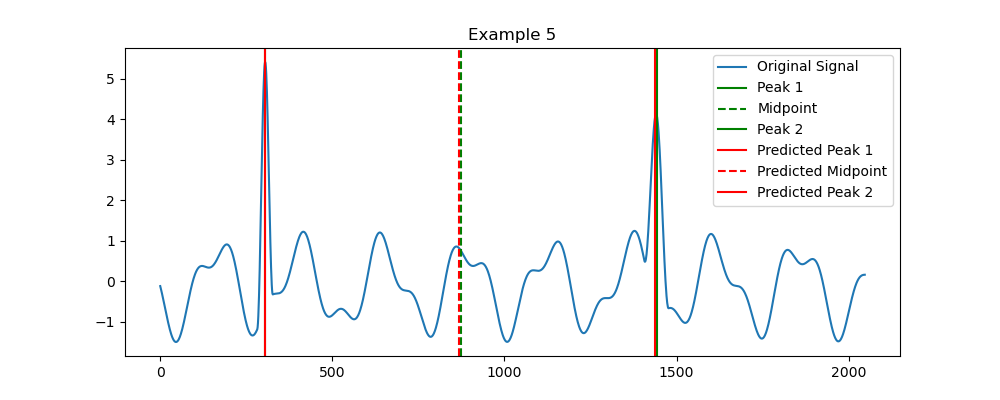 Example 5
Original Signal
Peak 1
Midpoint
Peak 2
Predicted Peak 1
Predicted Midpoint
Predicted Peak 2
5
4
3
2
1
0
−1
0 500 1000 1500 2000